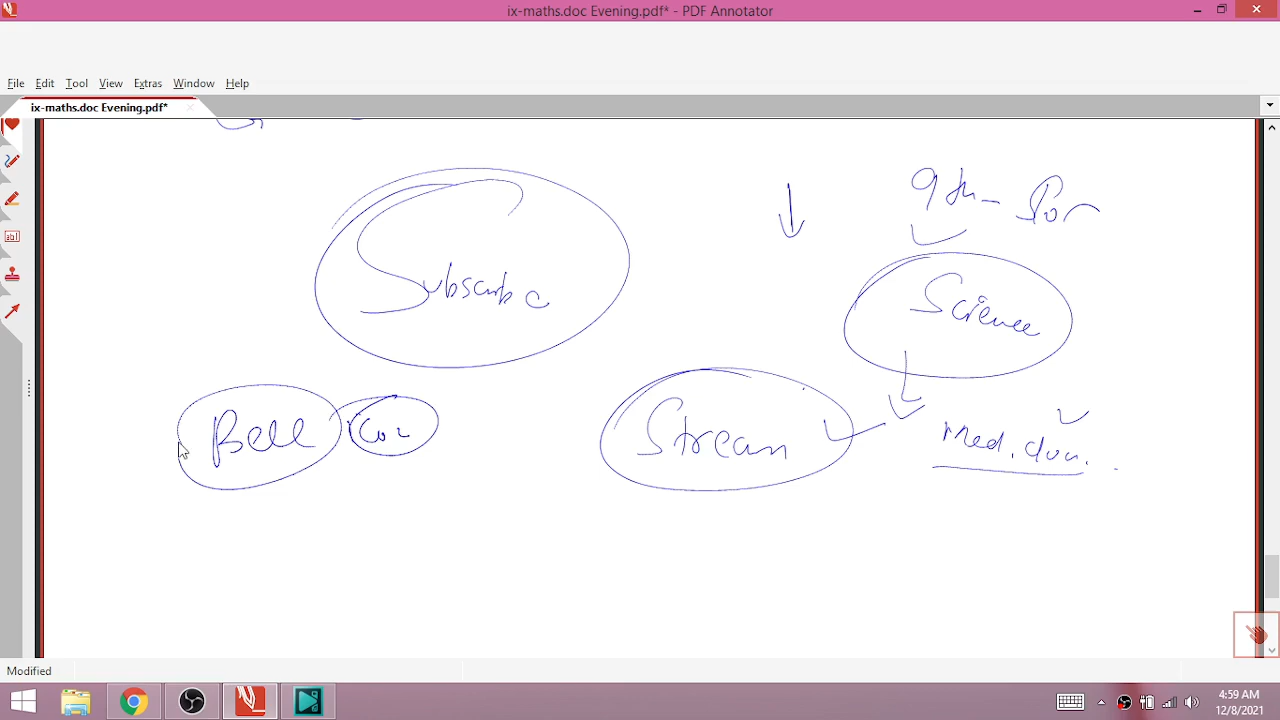 ix-maths.doc Evening.pdf* - PDF Annotator
File Edit Tool View Extras Window Help
ix-maths.doc Evening.pdf*
9th - for
Subscribe
Science
Bell
Stream
Med.
Modified
4:59 AM
12/8/2021